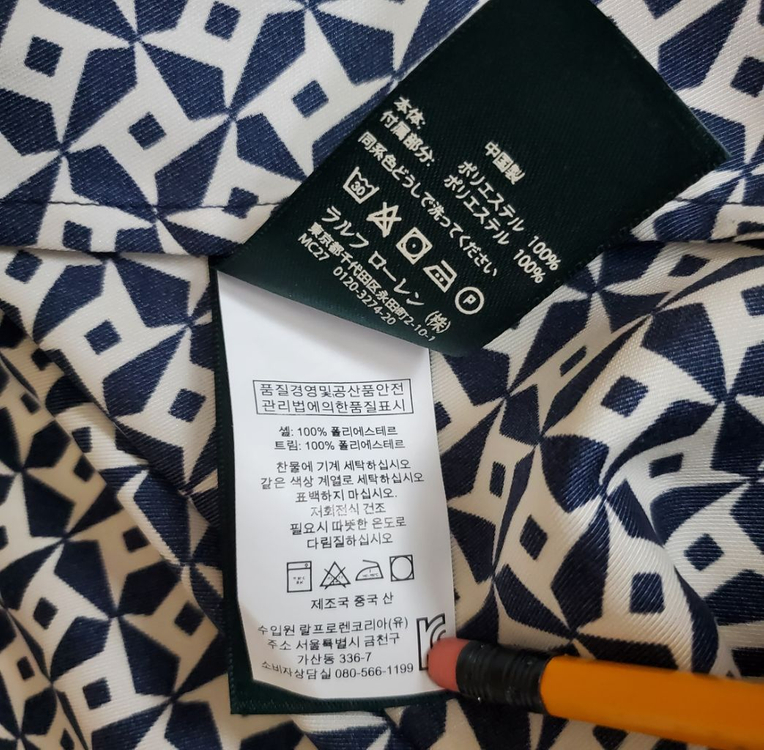 中国製
本体: ポリエステル 100%
付属部分: ポリエステル 100%
同系色どうしで洗ってください
30
P
ラルフ ローレン (株)
東京都千代田区永田町2-10-1
MC27 0120-3274-20
품질경영및공산품안전
관리법에의한품질표시
셸: 100% 폴리에스테르
트림: 100% 폴리에스테르
찬물에 기계 세탁하십시오
같은 색상 계열로 세탁하십시오
표백하지 마십시오.
저회전식 건조
필요시 따뜻한 온도로
다림질하십시오
제조국 중국 산
수입원 랄프로렌코리아(유)
주소 서울특별시 금천구
가산동 336-7
소비자상담실 080-566-1199